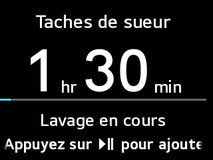 Taches de sueur
1 hr 30 min
Lavage en cours
Appuyez sur ▶II pour ajoute